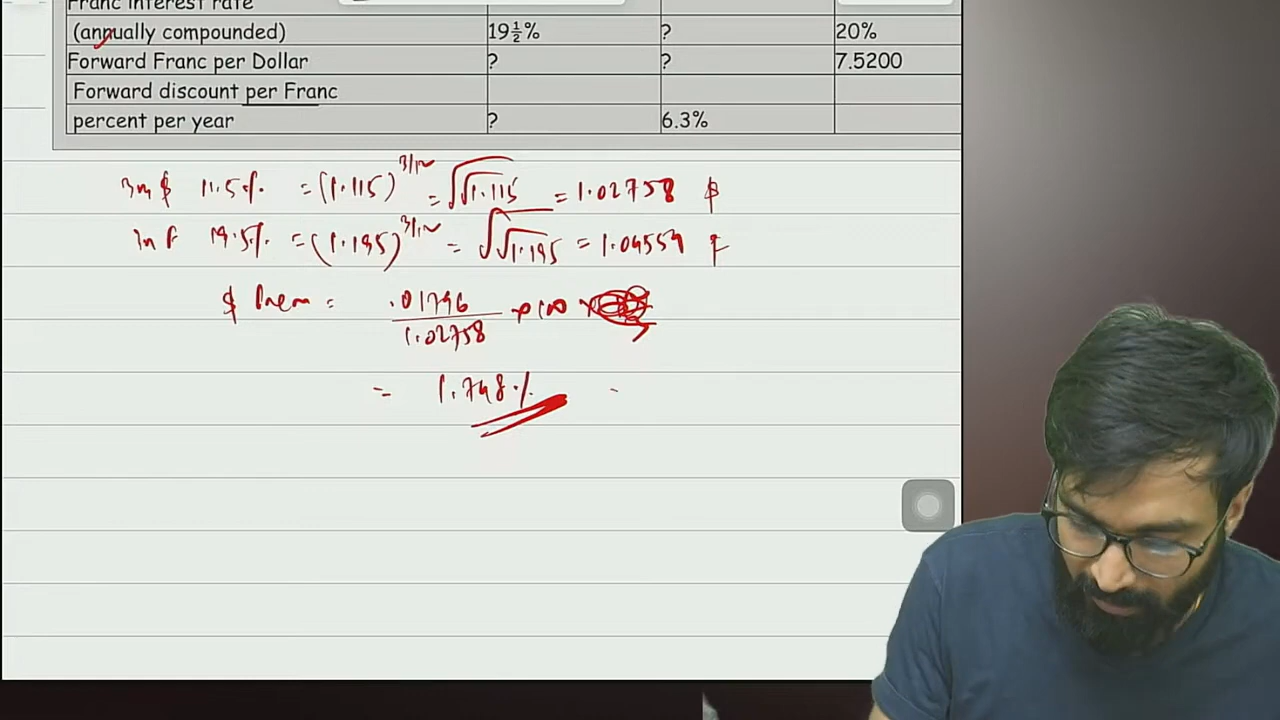 Franc interest rate
(annually compounded) 19½% ? 20%
Forward Franc per Dollar ? ? 7.5200
Forward discount per Franc
percent per year ? 6.3%
3m $ 11.5% = (1.115)^3/12 = √√1.115 = 1.02758 $
3m F 19.5% = (1.195)^3/12 = √√1.195 = 1.04554 F
$ Prem = .01796 / 1.02758 × 100 ×
= 1.748% =